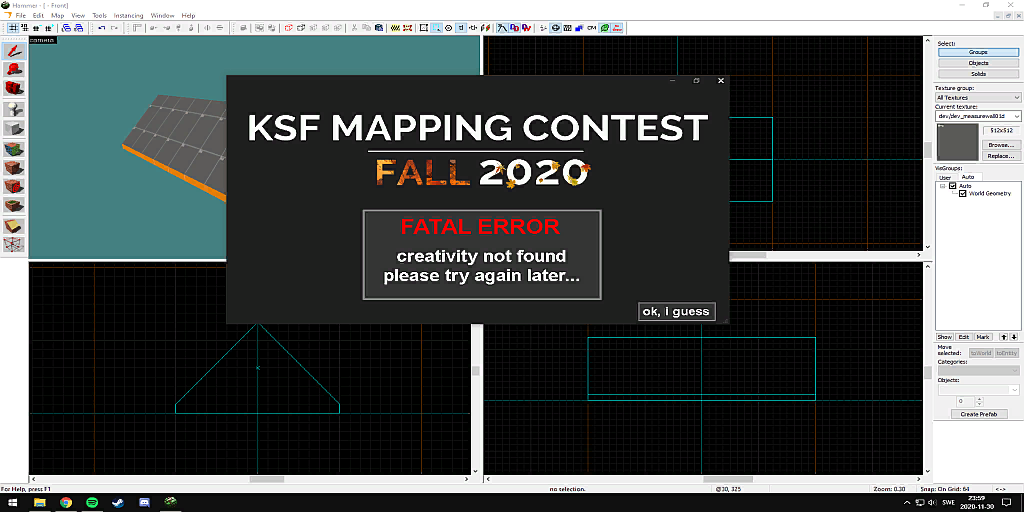 Hammer - [ - Front]
File Edit Map View Tools Instancing Window Help
camera
KSF MAPPING CONTEST
FALL 2020
FATAL ERROR
creativity not found
please try again later...
ok, i guess
Select:
Groups
Objects
Solids
Texture group:
All Textures
Current texture:
dev/dev_measurewall01d
512x512
Browse...
Replace...
VisGroups:
User Auto
Auto
World Geometry
Show Edit Mark
Move
selected:
toWorld toEntity
Categories:
Objects:
0
Create Prefab
For Help, press F1
no selection.
@30, 325
Zoom: 0.30
Snap: On Grid: 64
<->
SWE
23:59
2020-11-30